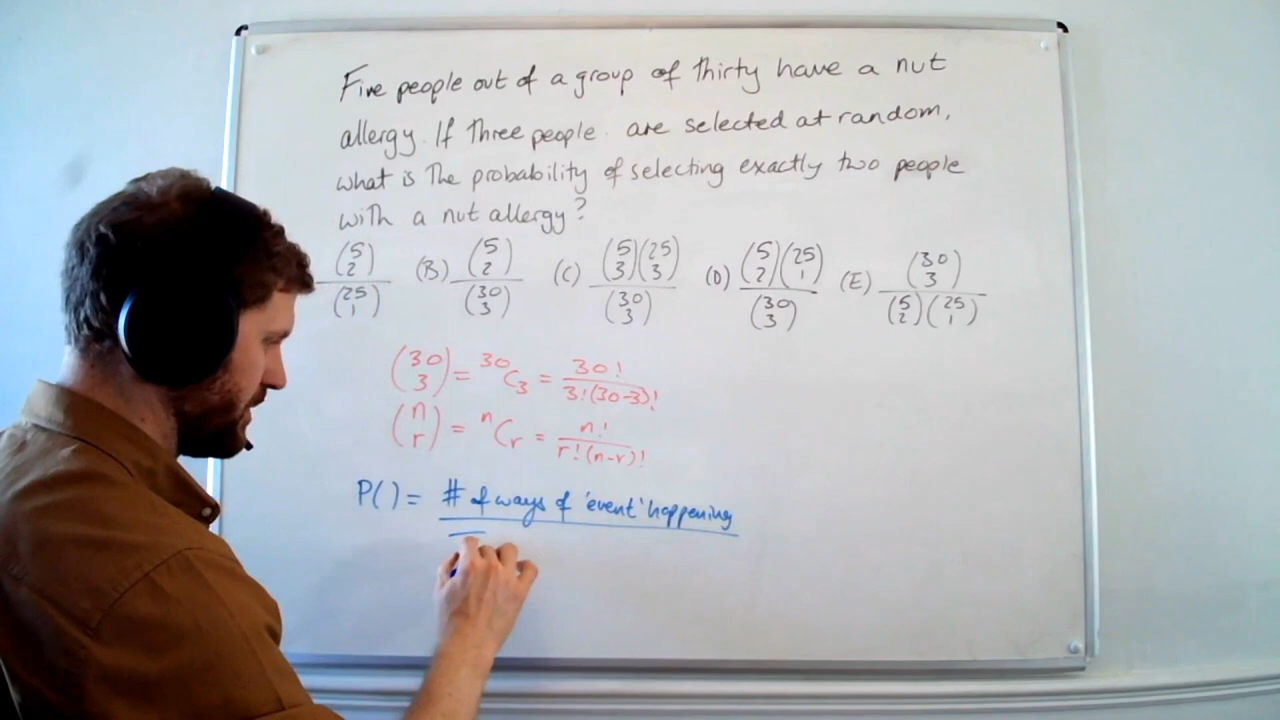 Five people out of a group of thirty have a nut
allergy. If three people are selected at random,
what is the probability of selecting exactly two people
with a nut allergy?
(5 2)/(25 1) (B) (5 2)/(30 3) (C) (5 3)(25 3)/(30 3) (D) (5 2)(25 1)/(30 3) (E) (30 3)/(5 2)(25 1)
(30 3) = ³⁰C₃ = 30!/3!(30-3)!
(n r) = ⁿCᵣ = n!/r!(n-r)!
P( ) = # of ways of 'event' happening